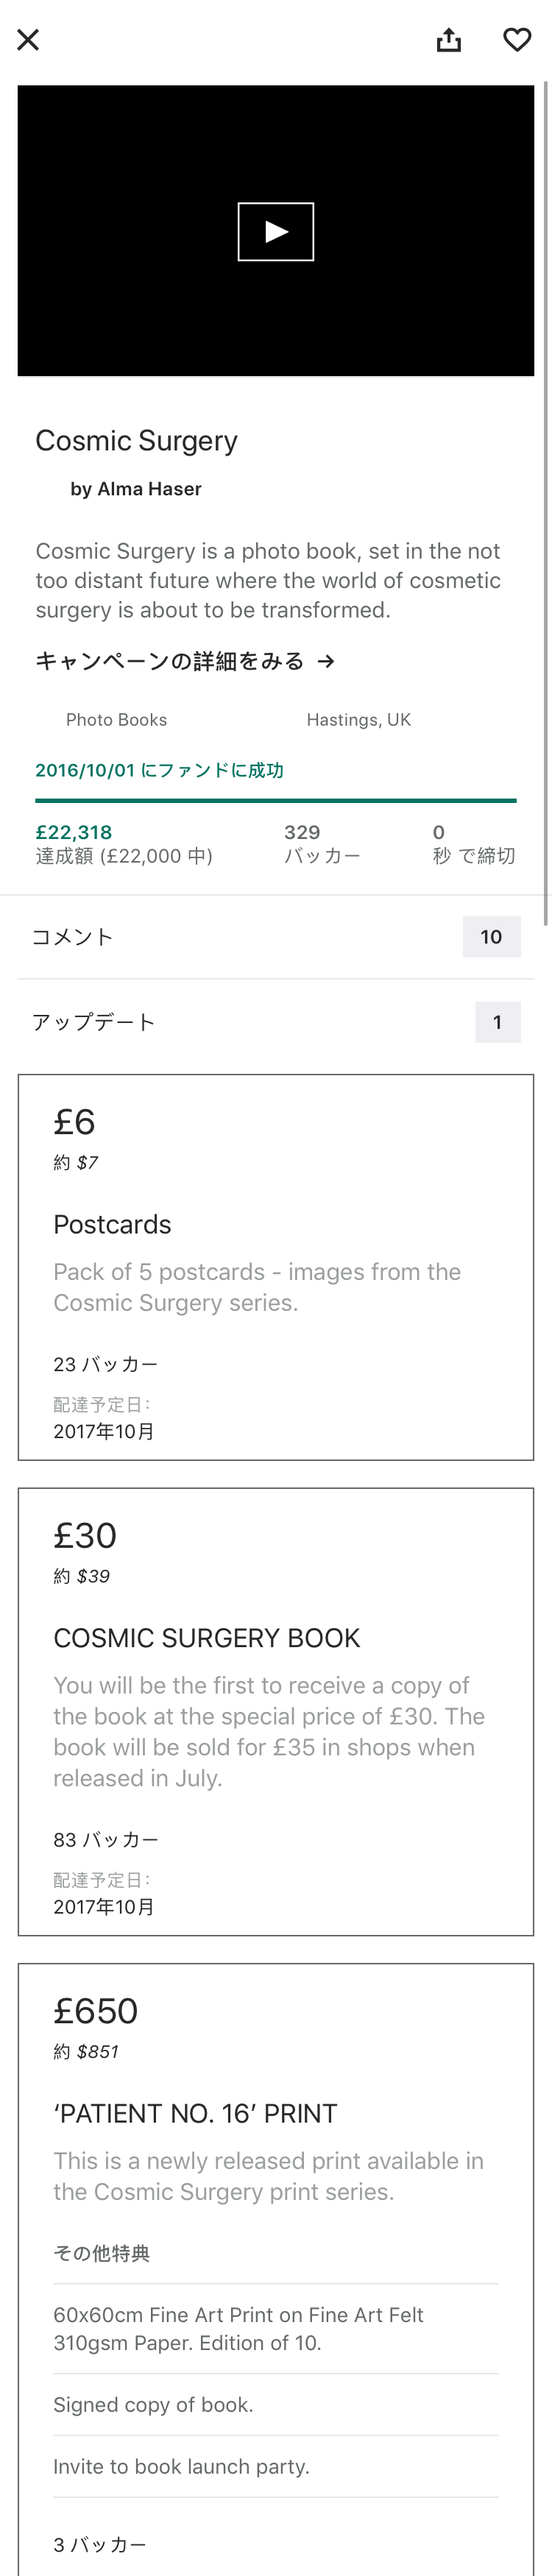 Cosmic Surgery
by Alma Haser
Cosmic Surgery is a photo book, set in the not
too distant future where the world of cosmetic
surgery is about to be transformed.
キャンペーンの詳細をみる →
Photo Books
Hastings, UK
2016/10/01 にファンドに成功
£22,318
達成額 (£22,000 中)
329
バッカー
0
秒 で締切
コメント
10
アップデート
1
£6
約 $7
Postcards
Pack of 5 postcards - images from the
Cosmic Surgery series.
23 バッカー
配達予定日:
2017年10月
£30
約 $39
COSMIC SURGERY BOOK
You will be the first to receive a copy of
the book at the special price of £30. The
book will be sold for £35 in shops when
released in July.
83 バッカー
配達予定日:
2017年10月
£650
約 $851
‘PATIENT NO. 16’ PRINT
This is a newly released print available in
the Cosmic Surgery print series.
その他特典
60x60cm Fine Art Print on Fine Art Felt
310gsm Paper. Edition of 10.
Signed copy of book.
Invite to book launch party.
3 バッカー